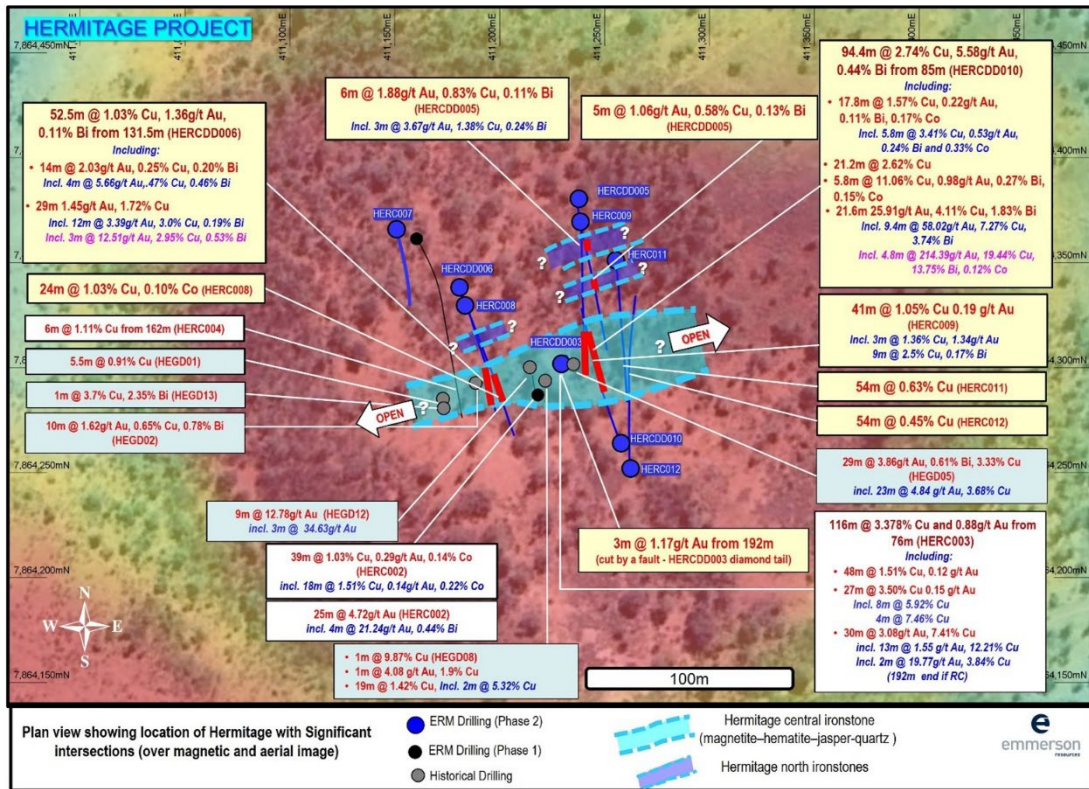 HERMITAGE PROJECT
411,100mE
411,150mE
411,200mE
411,250mE
411,300mE
411,350mE
7,864,450mN
,450mN
7,
,400mN
7,
,350mN
7,
,300mN
7,864,250mN
,250mN
7,864,200mN
,200mN
7,864,150mN
,150mN
52.5m @ 1.03% Cu, 1.36g/t Au,
0.11% Bi from 131.5m (HERCDD006)
Including:
• 14m @ 2.03g/t Au, 0.25% Cu, 0.20% Bi
Incl. 4m @ 5.66g/t Au,.47% Cu, 0.46% Bi
• 29m 1.45g/t Au, 1.72% Cu
Incl. 12m @ 3.39g/t Au, 3.0% Cu, 0.19% Bi
Incl. 3m @ 12.51g/t Au, 2.95% Cu, 0.53% Bi
24m @ 1.03% Cu, 0.10% Co (HERC008)
6m @ 1.11% Cu from 162m (HERC004)
5.5m @ 0.91% Cu (HEGD01)
1m @ 3.7% Cu, 2.35% Bi (HEGD13)
10m @ 1.62g/t Au, 0.65% Cu, 0.78% Bi
(HEGD02)
6m @ 1.88g/t Au, 0.83% Cu, 0.11% Bi
(HERCDD005)
Incl. 3m @ 3.67g/t Au, 1.38% Cu, 0.24% Bi
5m @ 1.06g/t Au, 0.58% Cu, 0.13% Bi
(HERCDD005)
94.4m @ 2.74% Cu, 5.58g/t Au,
0.44% Bi from 85m (HERCDD010)
Including:
• 17.8m @ 1.57% Cu, 0.22g/t Au,
0.11% Bi, 0.17% Co
Incl. 5.8m @ 3.41% Cu, 0.53g/t Au,
0.24% Bi and 0.33% Co
• 21.2m @ 2.62% Cu
• 5.8m @ 11.06% Cu, 0.98g/t Au, 0.27% Bi,
0.15% Co
• 21.6m 25.91g/t Au, 4.11% Cu, 1.83% Bi
Incl. 9.4m @ 58.02g/t Au, 7.27% Cu,
3.74% Bi
Incl. 4.8m @ 214.39g/t Au, 19.44% Cu,
13.75% Bi, 0.12% Co
HERC007
HERCDD006
HERC008
HERCDD005
HERC009
HERC011
HERCDD003
HERCDD010
HERC012
?
?
?
?
?
?
?
?
?
OPEN
OPEN
41m @ 1.05% Cu 0.19 g/t Au
(HERC009)
Incl. 3m @ 1.36% Cu, 1.34g/t Au
9m @ 2.5% Cu, 0.17% Bi
54m @ 0.63% Cu (HERC011)
54m @ 0.45% Cu (HERC012)
29m @ 3.86g/t Au, 0.61% Bi, 3.33% Cu
(HEGD05)
incl. 23m @ 4.84 g/t Au, 3.68% Cu
9m @ 12.78g/t Au (HEGD12)
incl. 3m @ 34.63g/t Au
39m @ 1.03% Cu, 0.29g/t Au, 0.14% Co
(HERC002)
incl. 18m @ 1.51% Cu, 0.14g/t Au, 0.22% Co
25m @ 4.72g/t Au (HERC002)
incl. 4m @ 21.24g/t Au, 0.44% Bi
• 1m @ 9.87% Cu (HEGD08)
• 1m @ 4.08 g/t Au, 1.9% Cu
• 19m @ 1.42% Cu, Incl. 2m @ 5.32% Cu
3m @ 1.17g/t Au from 192m
(cut by a fault - HERCDD003 diamond tail)
116m @ 3.378% Cu and 0.88g/t Au from
76m (HERC003)
Including:
• 48m @ 1.51% Cu, 0.12 g/t Au
• 27m @ 3.50% Cu 0.15 g/t Au
Incl. 8m @ 5.92% Cu
4m @ 7.46% Cu
• 30m @ 3.08g/t Au, 7.41% Cu
incl. 13m @ 1.55 g/t Au, 12.21% Cu
Incl. 2m @ 19.77g/t Au, 3.84% Cu
(192m end if RC)
N
W E
S
100m
Plan view showing location of Hermitage with Significant
intersections (over magnetic and aerial image)
ERM Drilling (Phase 2)
ERM Drilling (Phase 1)
Historical Drilling
Hermitage central ironstone
(magnetite–hematite–jasper-quartz )
Hermitage north ironstones
emmerson
RESOURCES